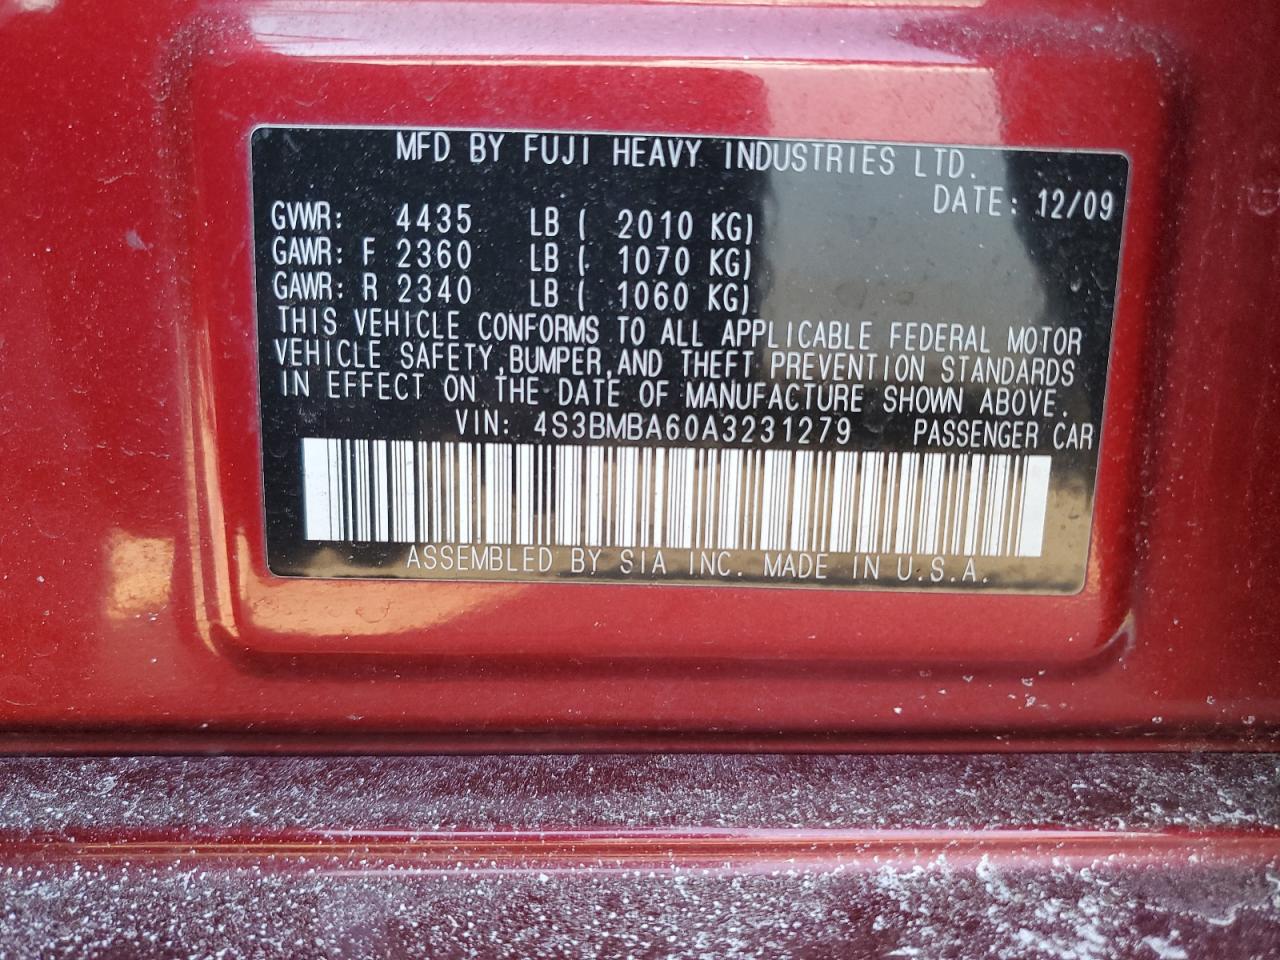 MFD BY FUJI HEAVY INDUSTRIES LTD.
DATE: 12/09
GVWR: 4435 LB ( 2010 KG)
GAWR: F 2360 LB ( 1070 KG)
GAWR: R 2340 LB ( 1060 KG)
THIS VEHICLE CONFORMS TO ALL APPLICABLE FEDERAL MOTOR
VEHICLE SAFETY, BUMPER, AND THEFT PREVENTION STANDARDS
IN EFFECT ON THE DATE OF MANUFACTURE SHOWN ABOVE.
VIN: 4S3BMBA60A3231279 PASSENGER CAR
ASSEMBLED BY SIA INC. MADE IN U.S.A.